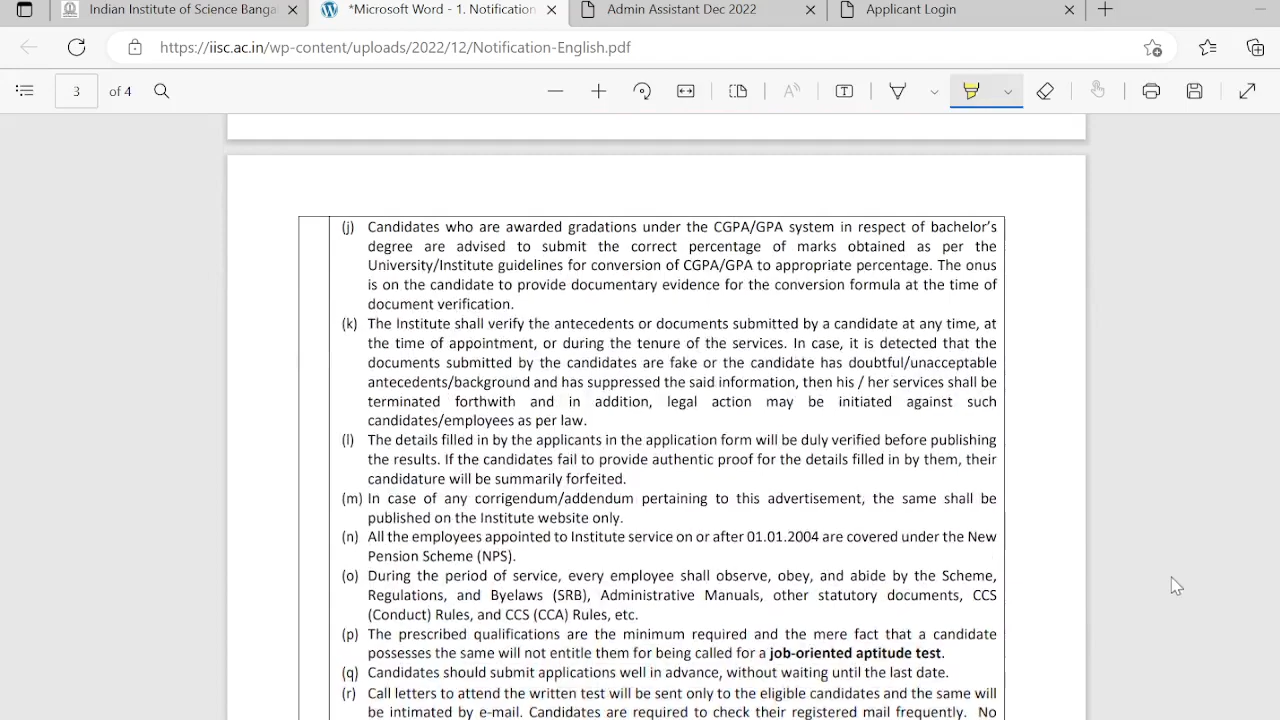 Indian Institute of Science Banga
*Microsoft Word - 1. Notification
Admin Assistant Dec 2022
Applicant Login
https://iisc.ac.in/wp-content/uploads/2022/12/Notification-English.pdf
3 of 4
(j) Candidates who are awarded gradations under the CGPA/GPA system in respect of bachelor's
degree are advised to submit the correct percentage of marks obtained as per the
University/Institute guidelines for conversion of CGPA/GPA to appropriate percentage. The onus
is on the candidate to provide documentary evidence for the conversion formula at the time of
document verification.
(k) The Institute shall verify the antecedents or documents submitted by a candidate at any time, at
the time of appointment, or during the tenure of the services. In case, it is detected that the
documents submitted by the candidates are fake or the candidate has doubtful/unacceptable
antecedents/background and has suppressed the said information, then his / her services shall be
terminated forthwith and in addition, legal action may be initiated against such
candidates/employees as per law.
(l) The details filled in by the applicants in the application form will be duly verified before publishing
the results. If the candidates fail to provide authentic proof for the details filled in by them, their
candidature will be summarily forfeited.
(m) In case of any corrigendum/addendum pertaining to this advertisement, the same shall be
published on the Institute website only.
(n) All the employees appointed to Institute service on or after 01.01.2004 are covered under the New
Pension Scheme (NPS).
(o) During the period of service, every employee shall observe, obey, and abide by the Scheme,
Regulations, and Byelaws (SRB), Administrative Manuals, other statutory documents, CCS
(Conduct) Rules, and CCS (CCA) Rules, etc.
(p) The prescribed qualifications are the minimum required and the mere fact that a candidate
possesses the same will not entitle them for being called for a job-oriented aptitude test.
(q) Candidates should submit applications well in advance, without waiting until the last date.
(r) Call letters to attend the written test will be sent only to the eligible candidates and the same will
be intimated by e-mail. Candidates are required to check their registered mail frequently. No